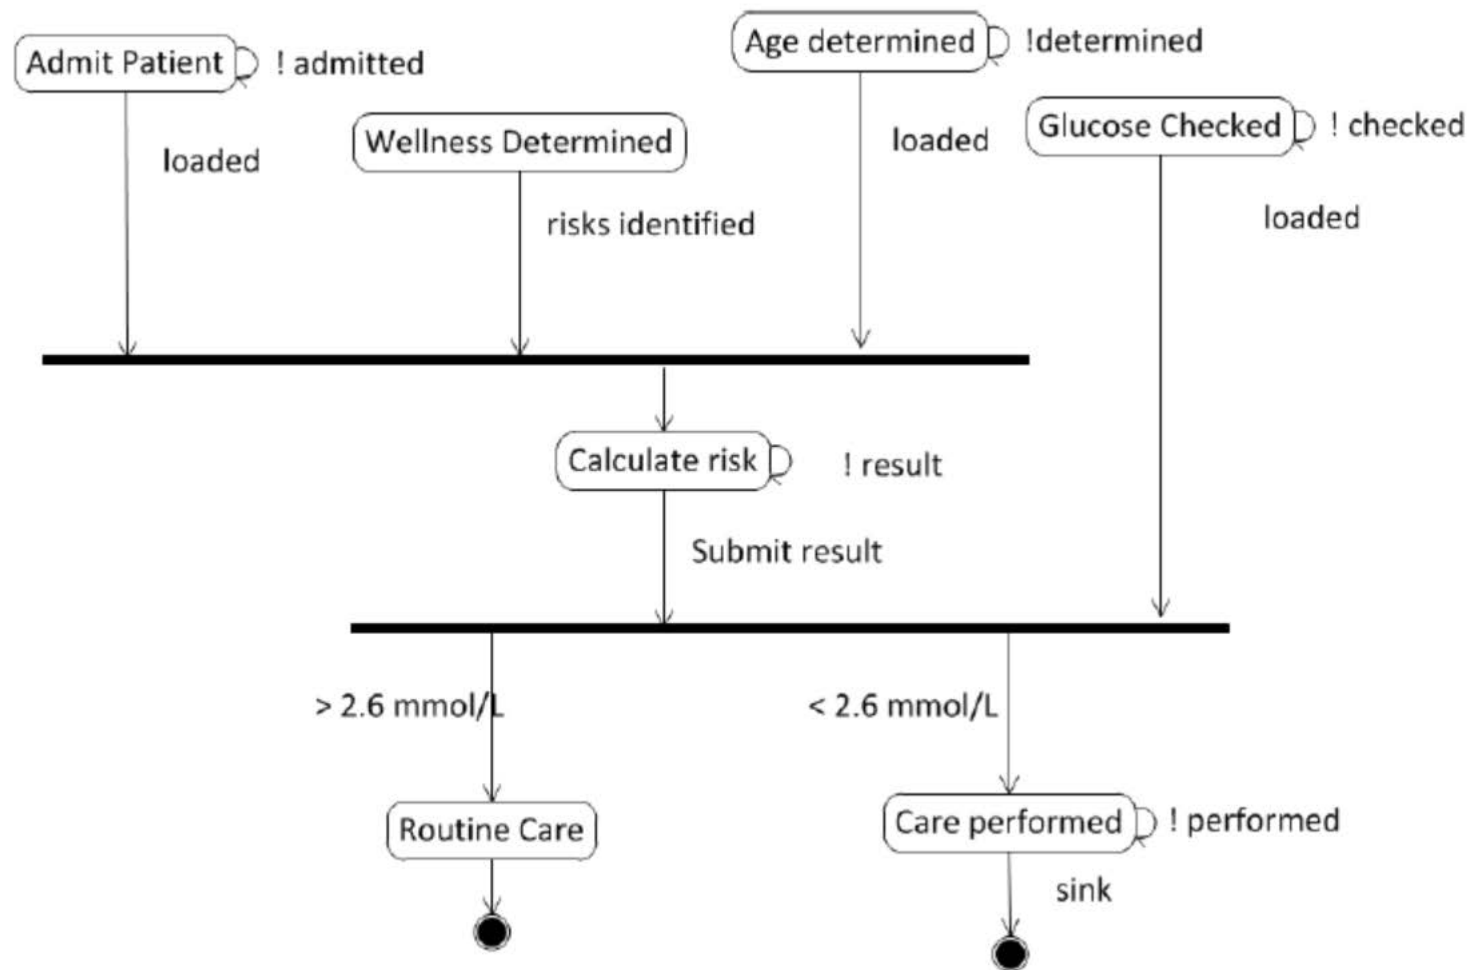 Admit Patient
! admitted
Age determined
!determined
Wellness Determined
Glucose Checked
! checked
loaded
loaded
risks identified
loaded
Calculate risk
! result
Submit result
> 2.6 mmol/L
< 2.6 mmol/L
Routine Care
Care performed
! performed
sink